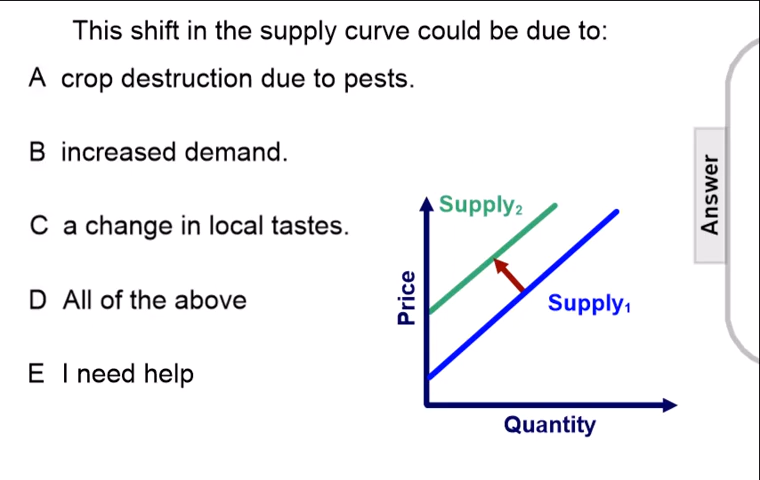 This shift in the supply curve could be due to:
A crop destruction due to pests.
B increased demand.
C a change in local tastes.
D All of the above
E I need help
Supply₂
Supply₁
Price
Quantity
Answer